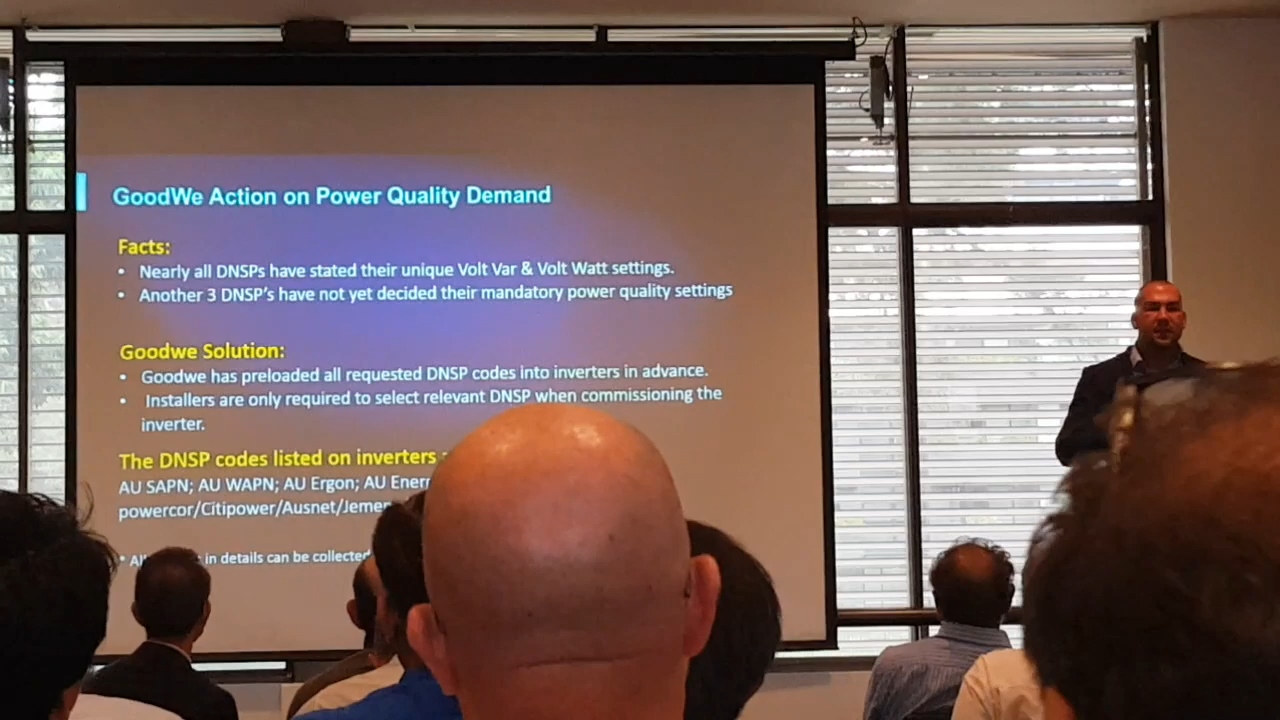 GoodWe Action on Power Quality Demand
Facts:
• Nearly all DNSPs have stated their unique Volt Var & Volt Watt settings.
• Another 3 DNSP's have not yet decided their mandatory power quality settings
Goodwe Solution:
• Goodwe has preloaded all requested DNSP codes into inverters in advance.
• Installers are only required to select relevant DNSP when commissioning the
inverter.
The DNSP codes listed on inverters
AU SAPN; AU WAPN; AU Ergon; AU
powercor/Citipower/Ausnet/
in details can be collected